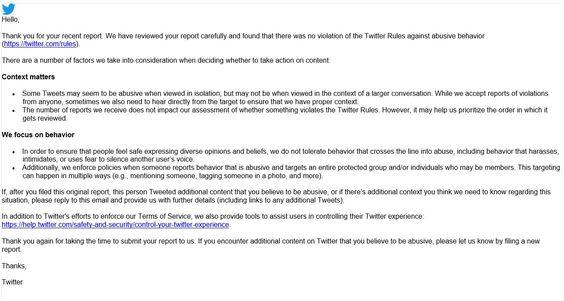 Hello,
Thank you for your recent report. We have reviewed your report carefully and found that there was no violation of the Twitter Rules against abusive behavior
(https://twitter.com/rules).
There are a number of factors we take into consideration when deciding whether to take action on content:
Context matters
• Some Tweets may seem to be abusive when viewed in isolation, but may not be when viewed in the context of a larger conversation. While we accept reports of violations
from anyone, sometimes we also need to hear directly from the target to ensure that we have proper context.
• The number of reports we receive does not impact our assessment of whether something violates the Twitter Rules. However, it may help us prioritize the order in which it
gets reviewed.
We focus on behavior
• In order to ensure that people feel safe expressing diverse opinions and beliefs, we do not tolerate behavior that crosses the line into abuse, including behavior that harasses,
intimidates, or uses fear to silence another user's voice.
• Additionally, we enforce policies when someone reports behavior that is abusive and targets an entire protected group and/or individuals who may be members. This targeting
can happen in multiple ways (e.g., mentioning someone, tagging someone in a photo, and more).
If, after you filed this original report, this person Tweeted additional content that you believe to be abusive, or if there's additional context you think we need to know regarding this
situation, please reply to this email and provide us with further details (including links to any additional Tweets).
In addition to Twitter's efforts to enforce our Terms of Service, we also provide tools to assist users in controlling their Twitter experience:
https://help.twitter.com/safety-and-security/control-your-twitter-experience.
Thank you again for taking the time to submit your report to us. If you encounter additional content on Twitter that you believe to be abusive, please let us know by filing a new
report.
Thanks,
Twitter